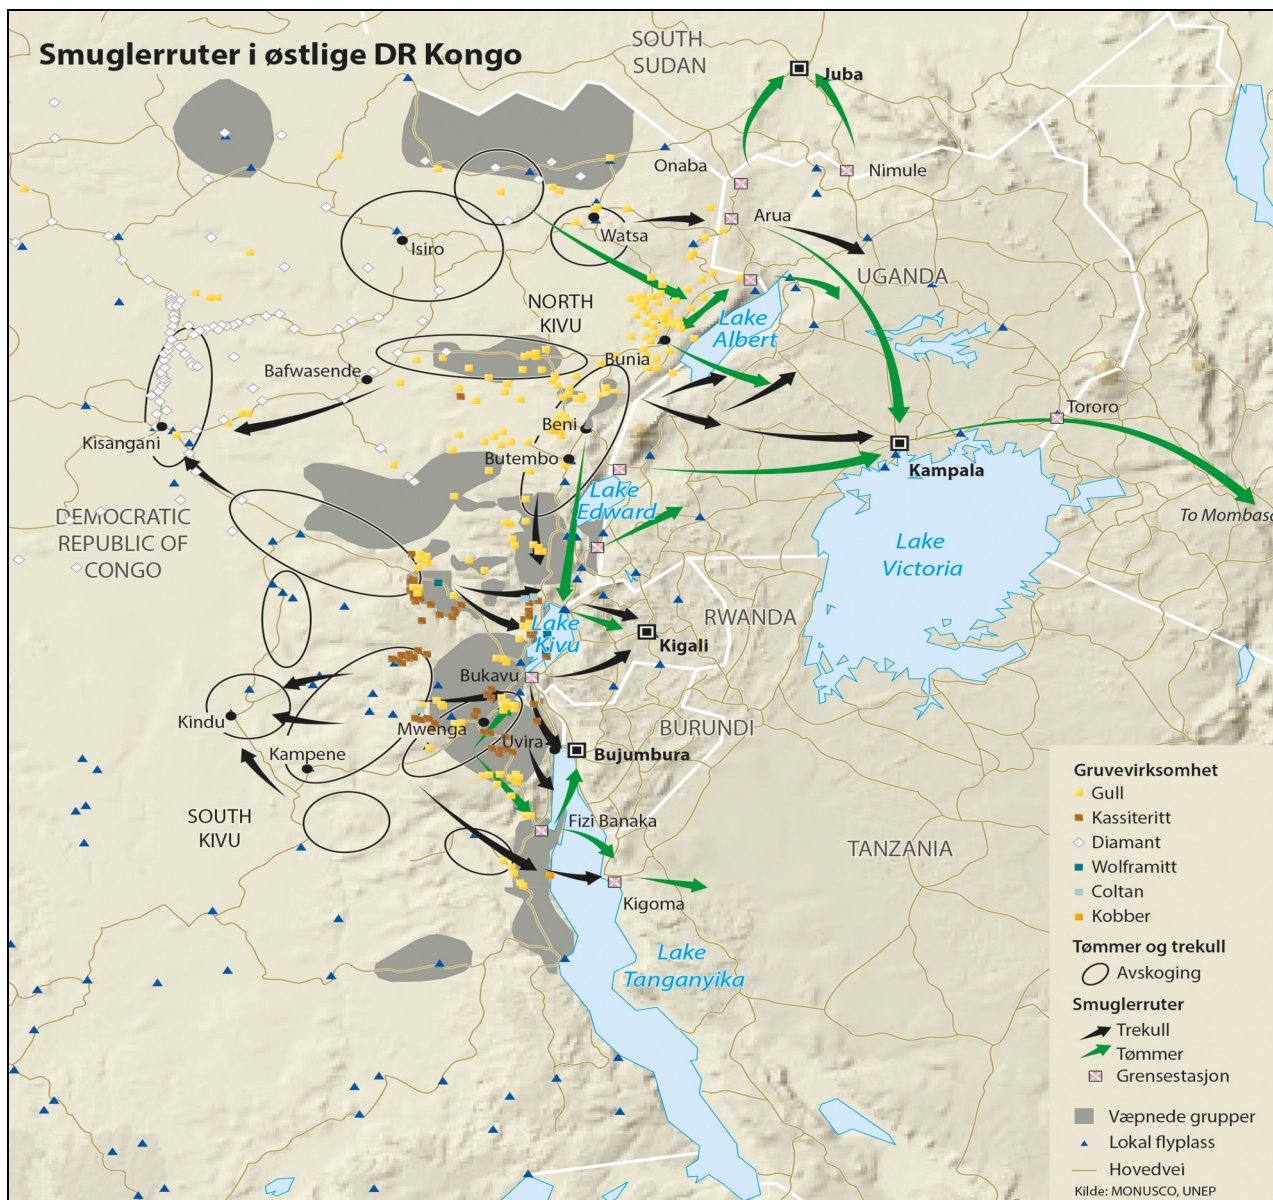 Smuglerruter i østlige DR Kongo
SOUTH
SUDAN
Juba
Onaba
Nimule
Arua
Watsa
Isiro
UGANDA
NORTH
KIVU
Lake
Albert
Bunia
Bafwasende
Tororo
Beni
Kisangani
Butembo
Kampala
Lake
Edward
To Mombasa
DEMOCRATIC
REPUBLIC OF
CONGO
Lake
Victoria
RWANDA
Lake
Kivu
Kigali
Bukavu
Kindu
Mwenga
BURUNDI
Uvira
Bujumbura
Kampene
SOUTH
KIVU
Fizi Banaka
TANZANIA
Kigoma
Lake
Tanganyika
Gruvevirksomhet
Gull
Kassiteritt
Diamant
Wolframitt
Coltan
Kobber
Tømmer og trekull
Avskoging
Smuglerruter
Trekull
Tømmer
Grensestasjon
Væpnede grupper
Lokal flyplass
Hovedvei
Kilde: MONUSCO, UNEP